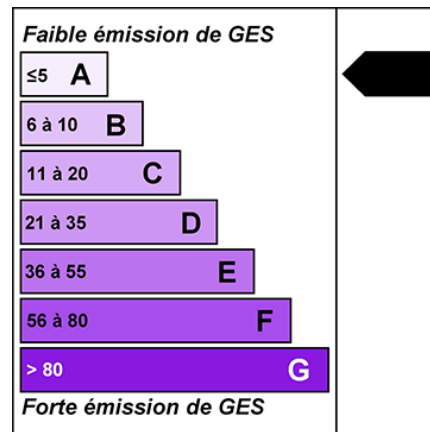 Faible émission de GES
≤5 A
6 à 10 B
11 à 20 C
21 à 35 D
36 à 55 E
56 à 80 F
> 80 G
Forte émission de GES